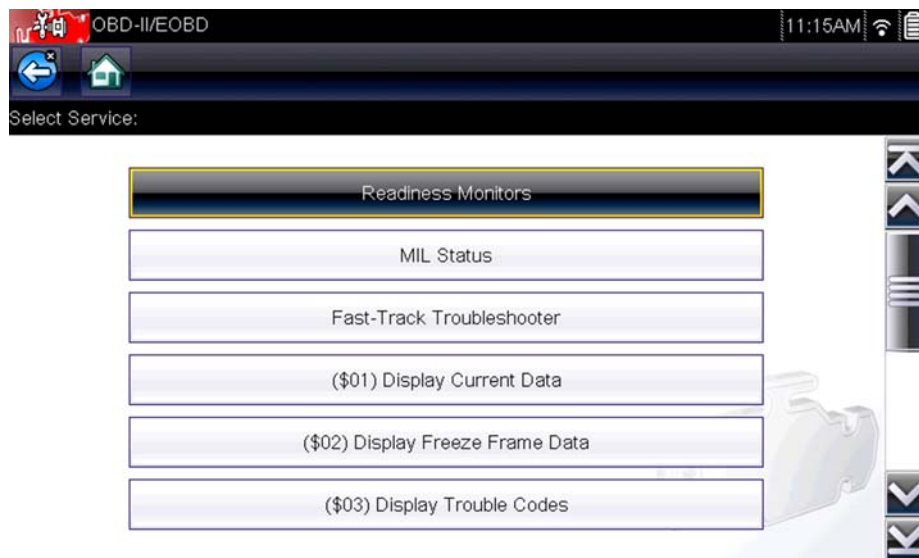 OBD-II/EOBD
11:15AM
Select Service:
Readiness Monitors
MIL Status
Fast-Track Troubleshooter
($01) Display Current Data
($02) Display Freeze Frame Data
($03) Display Trouble Codes